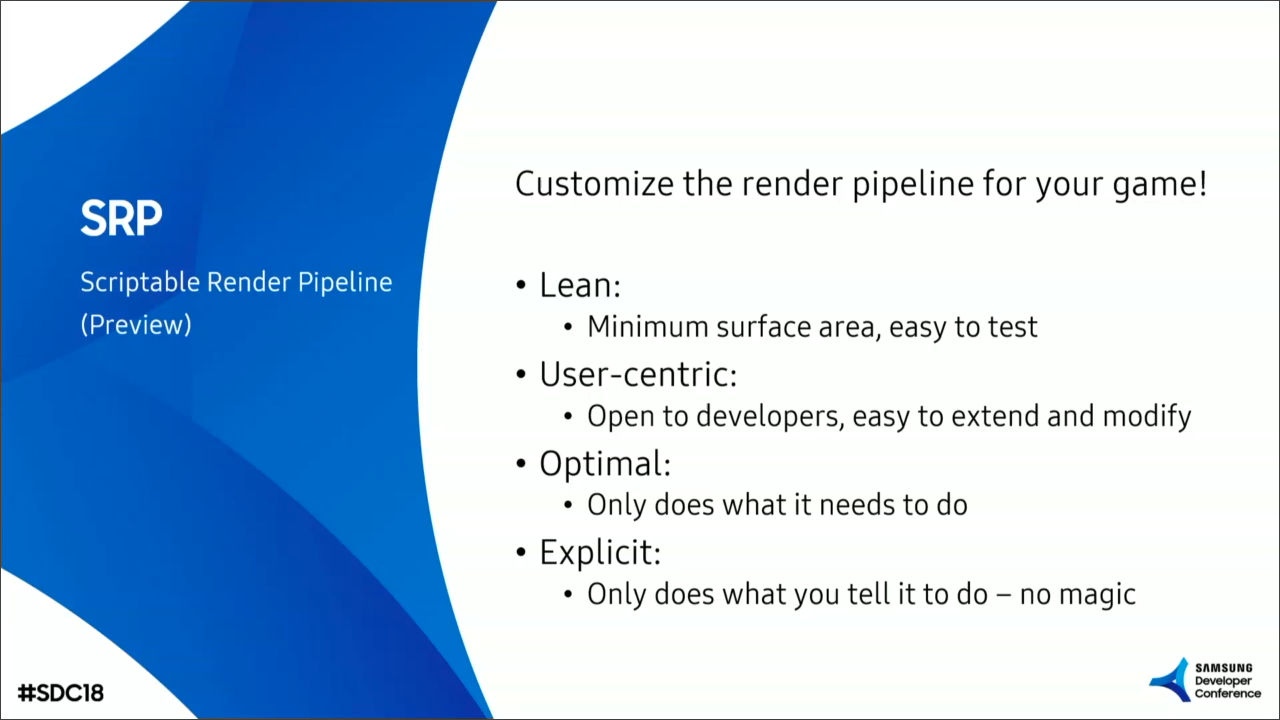 SRP
Scriptable Render Pipeline
(Preview)
Customize the render pipeline for your game!
• Lean:
• Minimum surface area, easy to test
• User-centric:
• Open to developers, easy to extend and modify
• Optimal:
• Only does what it needs to do
• Explicit:
• Only does what you tell it to do – no magic
#SDC18
SAMSUNG
Developer
Conference